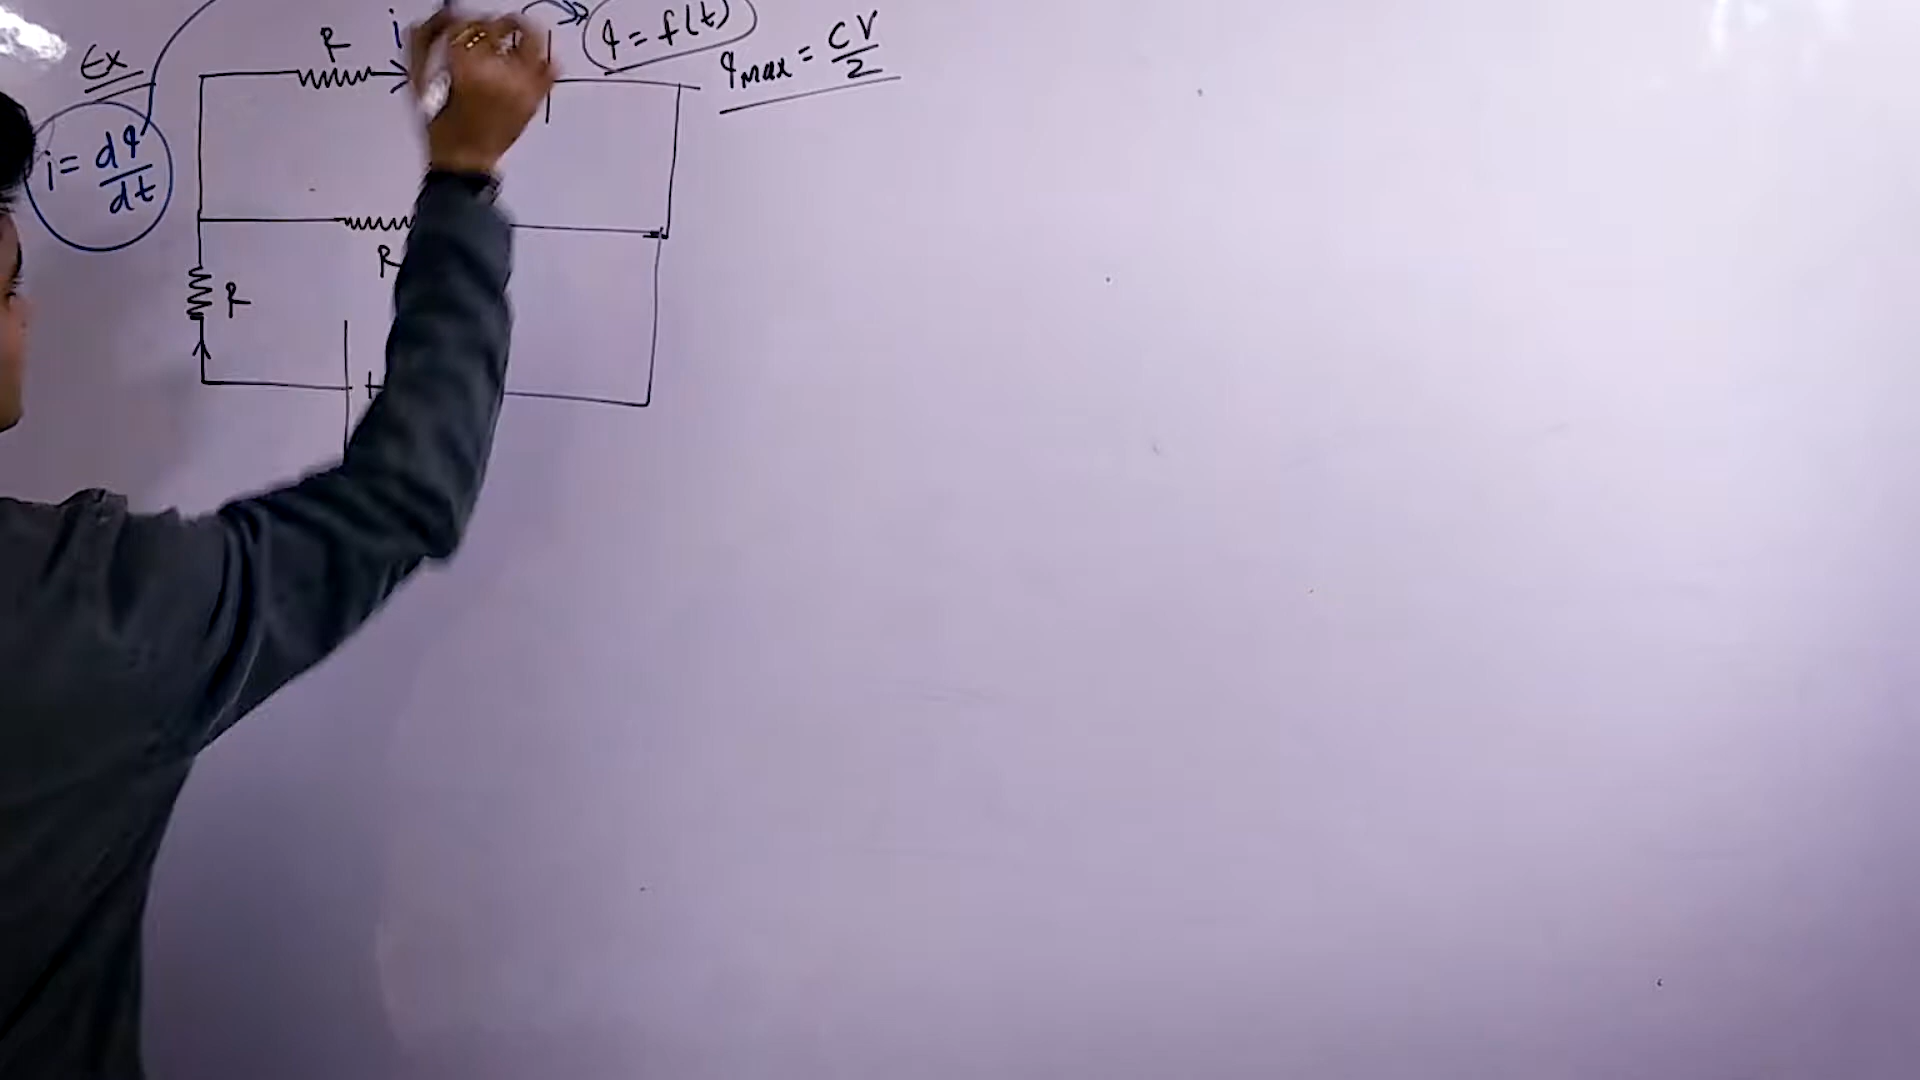 Ex
R
i
q = f(t)
qmax = CV/2
i = dq/dt
R
R
+